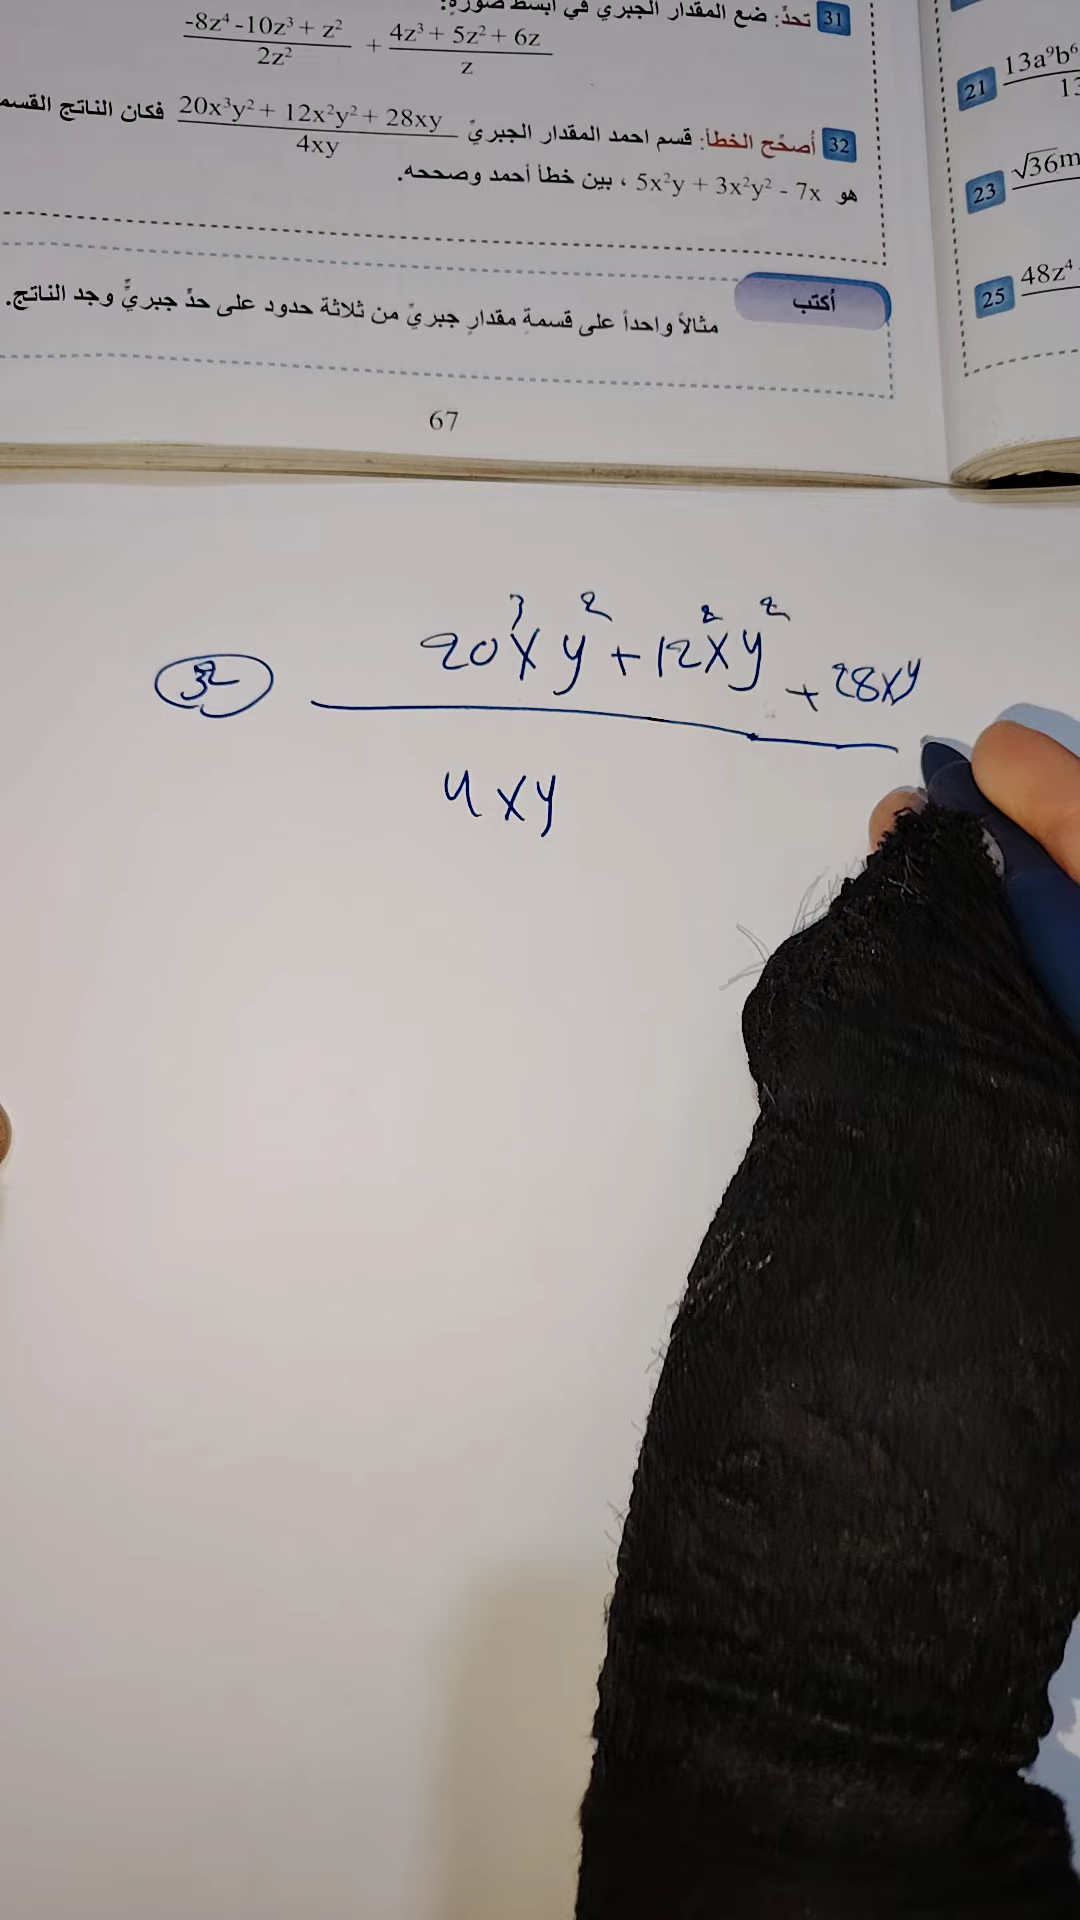 31 تحدٍّ: ضع المقدار الجبري في أبسط صورةٍ:
-8z⁴ -10z³ + z² / 2z² + 4z³ + 5z² + 6z / z
32 أُصحّح الخطأ: قسم احمد المقدار الجبريّ 20x³y² + 12x²y² + 28xy / 4xy فكان الناتج القسمة
هو 5x²y + 3x²y² - 7x ، بين خطأ أحمد وصححه.
أكتب
مثالاً واحداً على قسمةِ مقدارٍ جبريّ من ثلاثة حدود على حدٍّ جبريٍّ وجد الناتج.
67
21 13a⁹b⁶
23 √36m
25 48z⁴
32 20x³y² + 12x²y² + 28xy
4xy